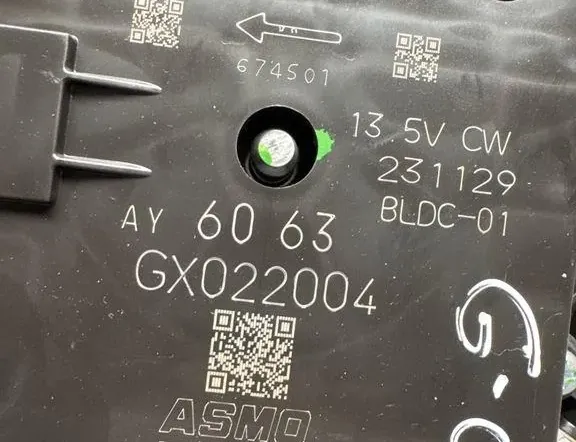 674501
13.5V CW
231129
BLDC-01
AY 60 63
GX022004
ASMO